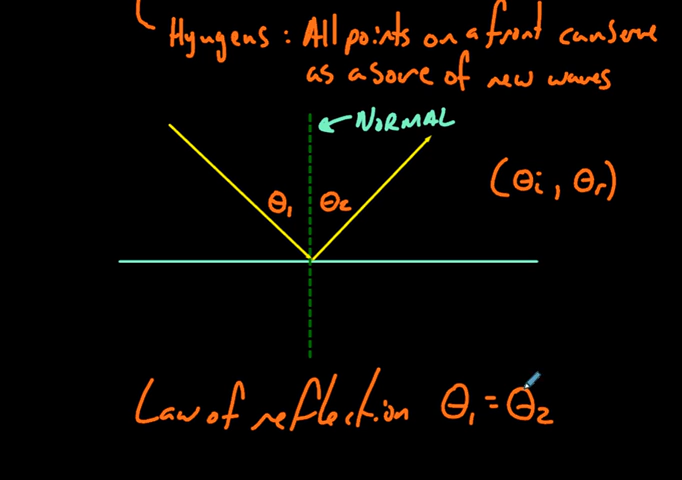 Hyugens : All points on a front can serve
as a sorce of new waves
NORMAL
θ₁ θ₂
(θi, θr)
Law of reflection θ₁ = θ₂